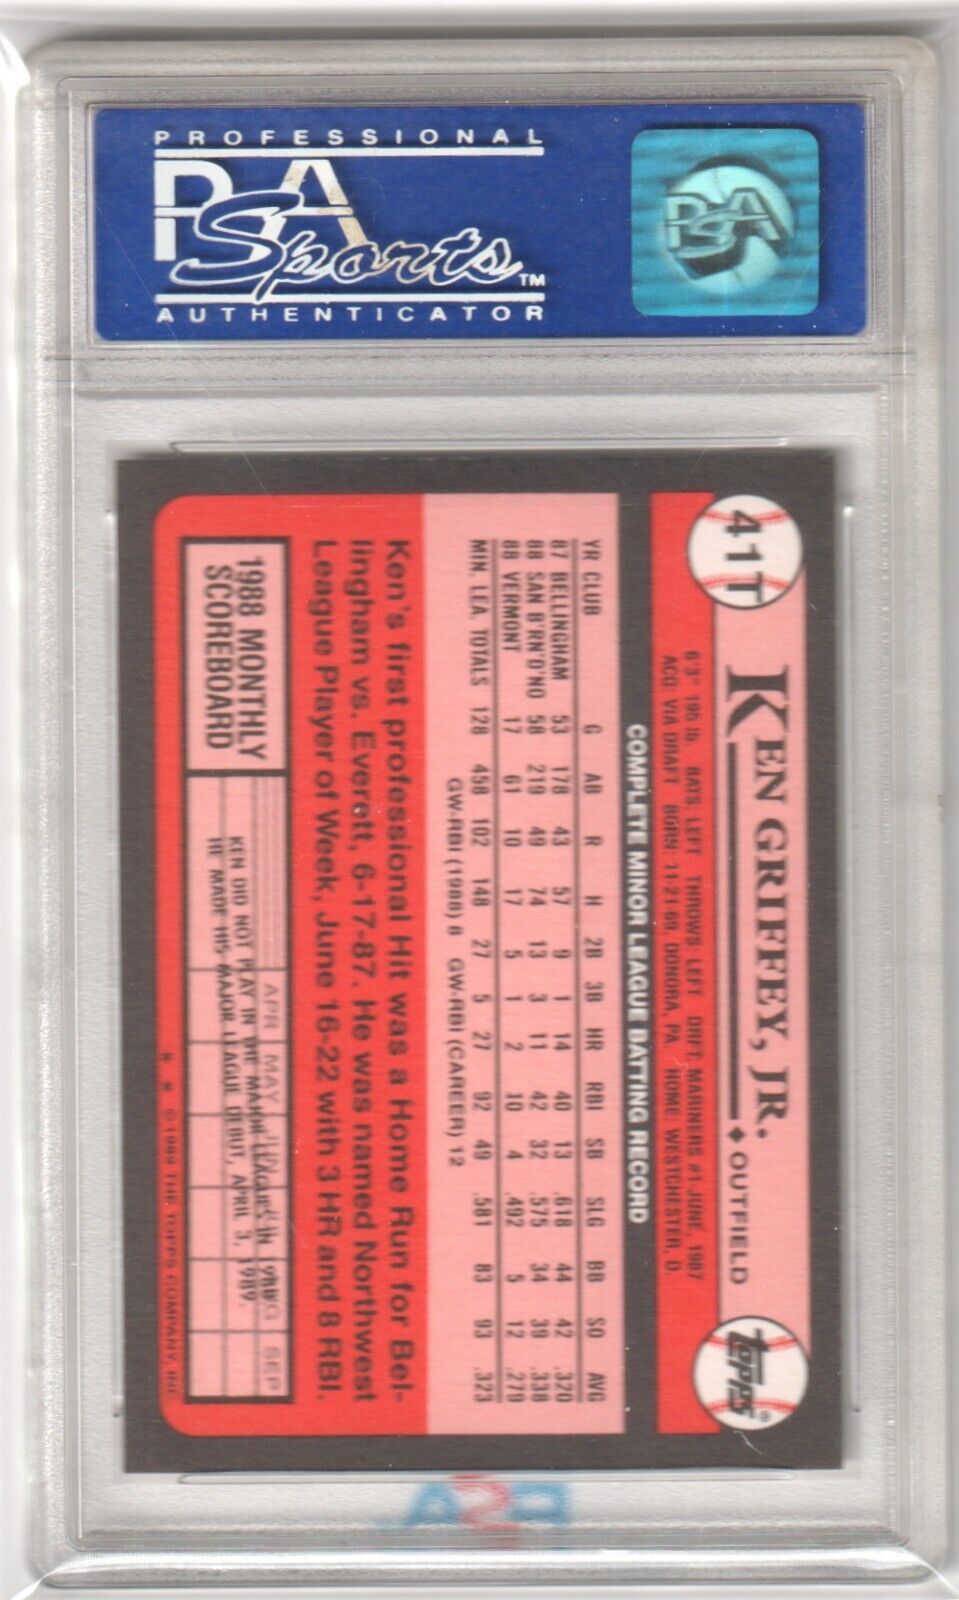 PROFESSIONAL
PSA
Sports™
AUTHENTICATOR
PSA
41T
KEN GRIFFEY, JR.
◆ OUTFIELD
Topps®
6'3" 195 lb. BATS: LEFT THROWS: LEFT DRFT: MARINERS #1-JUNE, 1987
ACQ: VIA DRAFT BORN: 11-21-69, DONORA, PA HOME: WESTCHESTER, O.
COMPLETE MINOR LEAGUE BATTING RECORD
YR CLUB G AB R H 2B 3B HR RBI SB SLG BB SO AVG
87 BELLINGHAM 53 178 43 57 9 1 14 40 13 .618 44 42 .320
88 SAN B'RN'D'NO 58 219 49 74 13 3 11 42 32 .575 34 39 .338
88 VERMONT 17 61 10 17 5 1 2 10 4 .492 5 12 .279
MIN. LEA. TOTALS 128 458 102 148 27 5 27 92 49 .581 83 93 .323
GW-RBI (1988) 8 GW-RBI (CAREER) 12
Ken's first professional Hit was a Home Run for Bel-
lingham vs. Everett, 6-17-87. He was named Northwest
League Player of Week, June 16-22 with 3 HR and 8 RBI.
1988 MONTHLY
SCOREBOARD
APR MAY JUN SEP
KEN DID NOT PLAY IN THE MAJOR LEAGUES IN 1988.
HE MADE HIS MAJOR LEAGUE DEBUT, APRIL 3, 1989.
* * ©1989 THE TOPPS COMPANY, INC.
PSA